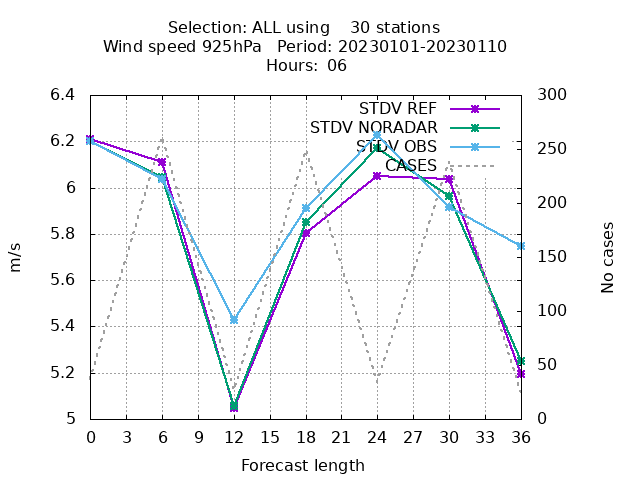 Selection: ALL using    30 stations
Wind speed 925hPa   Period: 20230101-20230110
Hours: 06
STDV REF
STDV NORADAR
STDV OBS
CASES
6.4
6.2
6
5.8
5.6
5.4
5.2
5
300
250
200
150
100
50
0
m/s
No cases
0 3 6 9 12 15 18 21 24 27 30 33 36
Forecast length